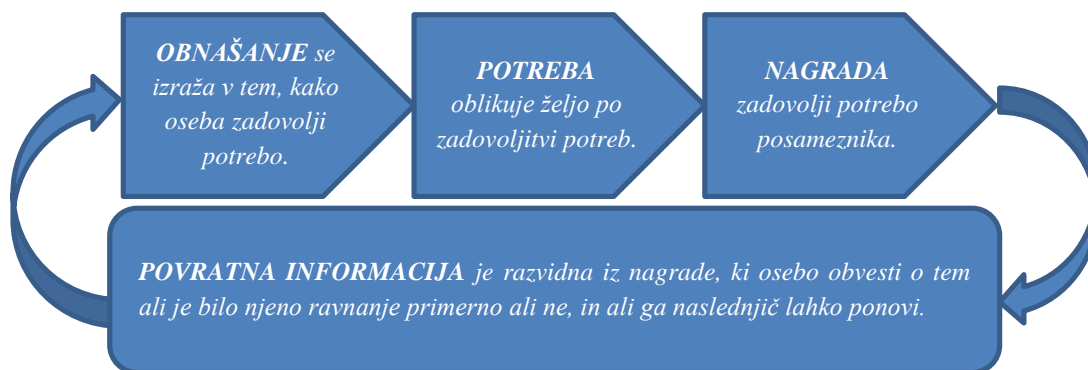 OBNAŠANJE se
izraža v tem, kako
oseba zadovolji
potrebo.
POTREBA
oblikuje željo po
zadovoljitvi potreb.
NAGRADA
zadovolji potrebo
posameznika.
POVRATNA INFORMACIJA je razvidna iz nagrade, ki osebo obvesti o tem
ali je bilo njeno ravnanje primerno ali ne, in ali ga naslednjič lahko ponovi.